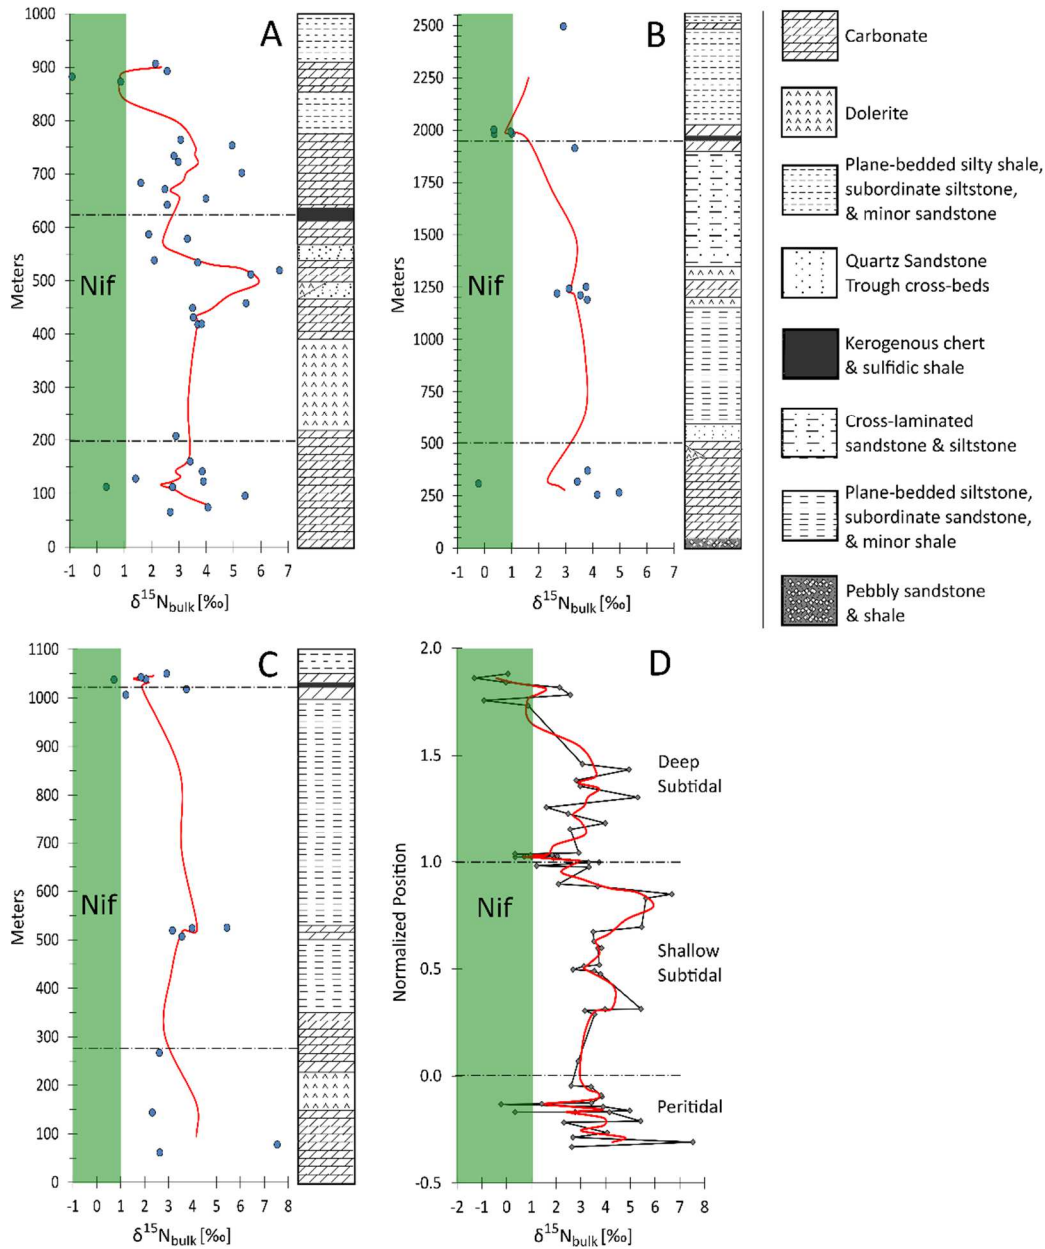 A
1000
900
800
700
600
500
400
300
200
100
0
Meters
Nif
-1 0 1 2 3 4 5 6 7
δ15Nbulk [‰]
B
2500
2250
2000
1750
1500
1250
1000
750
500
250
0
Meters
Nif
-1 0 1 2 3 4 5 6 7 8
δ15Nbulk [‰]
Carbonate
Dolerite
Plane-bedded silty shale,
subordinate siltstone,
& minor sandstone
Quartz Sandstone
Trough cross-beds
Kerogenous chert
& sulfidic shale
Cross-laminated
sandstone & siltstone
Plane-bedded siltstone,
subordinate sandstone,
& minor shale
Pebbly sandstone
& shale
C
1100
1000
900
800
700
600
500
400
300
200
100
0
Meters
Nif
-1 0 1 2 3 4 5 6 7 8
δ15Nbulk [‰]
D
2.0
1.5
1.0
0.5
0.0
-0.5
Normalized Position
Nif
Deep
Subtidal
Shallow
Subtidal
Peritidal
-2 -1 0 1 2 3 4 5 6 7 8
δ15Nbulk [‰]